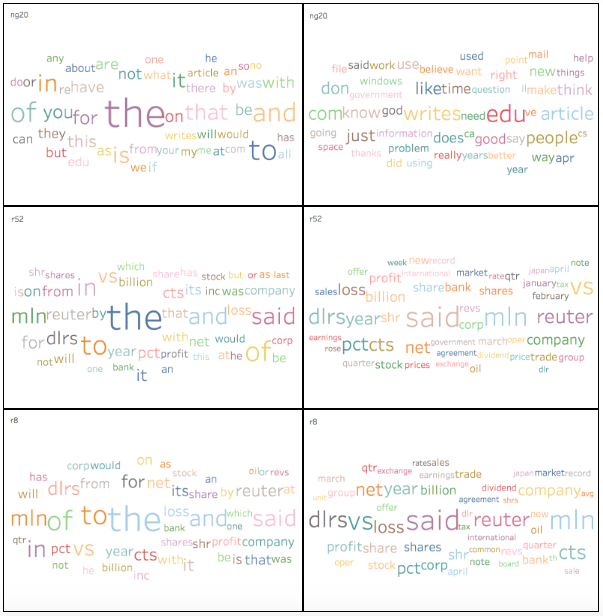 ng20
any
one
he
about are
not what it article an so no
do or in re have
there by was with
of you for the on that be and
can they this
writes will would has
but
edu
as is from your my me at com to all
we if
ng20
used
point mail
help
file said work use believe want right new things
windows
don
government
like time question ll make think
com know god writes need edu ve article
going
just information does ca good say people cs
space
thanks
problem
really years better
way apr
did using
year
r52
which
shr shares
vs billion
share has stock but or as last
is on from in
cts its inc was company
mln reuter by the that and loss said
for dlrs to year pct profit
with net would
this at he of corp be
not will
one bank it an
r52
week new record
note
offer
profit international market rate qtr japan april
sales loss
billion
share bank shares
january tax vs
february
dlrs year shr said revs corp mln reuter
earnings
rose
pct cts net government march oper company
agreement dividend price trade group
quarter stock prices exchange oil
dlr
r8
corp would on as
oil or revs
has
will
dlrs from for net stock an
its share by reuter at
mln of to the loss and which said
bank
one
qtr
in pct vs year cts
shares shr profit company
with it be is that was
not he billion inc
r8
rate sales
qtr exchange
earnings trade
japan market record
march
unit group net year billion
dividend
agreement shrs
company avg
offer
dlrs vs loss said dlr tax reuter new oil mln
international
profit share shares
shr common revs quarter
bank th cts
oper stock pct corp april note board sale